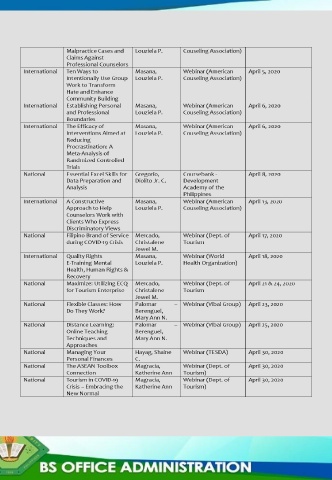 Malpractice Cases and Louziela P. Couseling Association)
Claims Against
Professional Counselors
International Ten Ways to Masana, Webinar (American April 5, 2020
Intentionally Use Group Louziela P. Couseling Association)
Work to Transform
Hate and Enhance
Community Building
International Establishing Personal Masana, Webinar (American April 6, 2020
and Professional Louziela P. Couseling Association)
Boundaries
International The Efficacy of Masana, Webinar (American April 6, 2020
Interventions Aimed at Louziela P. Couseling Association)
Reducing
Procrastination: A
Meta-Analysis of
Randomized Controlled
Trials
National Essential Excel Skills for Gregorio, Coursebank - April 8, 2020
Data Preparation and Diolito Jr. C. Development
Analysis Academy of the
Philippines
International A Constructive Masana, Webinar (American April 13, 2020
Approach to Help Louziela P. Couseling Association)
Counselors Work with
Clients Who Express
Discriminatory Views
National Filipino Brand of Service Mercado, Webinar (Dept. of April 17, 2020
during COVID-19 Crisis Christalene Tourism
Jewel M.
International Quality Rights Masana, Webinar (World April 18, 2020
E-Training Mental Louziela P. Health Organization)
Health, Human Rights &
Recovery
National Maximize: Utilizing ECQ Mercado, Webinar (Dept. of April 21 & 24, 2020
for Tourism Enterprise Christalene Tourism
Jewel M.
National Flexible Classes: How Palomar – Webinar (Vibal Group) April 23, 2020
Do They Work? Berenguel,
Mary Ann N.
National Distance Learning: Palomar – Webinar (Vibal Group) April 25, 2020
Online Teaching Berenguel,
Techniques and Mary Ann N.
Approaches
National Managing Your Hayag, Shaine Webinar (TESDA) April 30, 2020
Personal Finances C.
National The ASEAN Toolbox Magracia, Webinar (Dept. of April 30, 2020
Connection Katherine Ann Tourism)
National Tourism in COVID-19 Magracia, Webinar (Dept. of April 30, 2020
Crisis – Embracing the Katherine Ann Tourism)
New Normal
BS OFFICE ADMINISTRATION